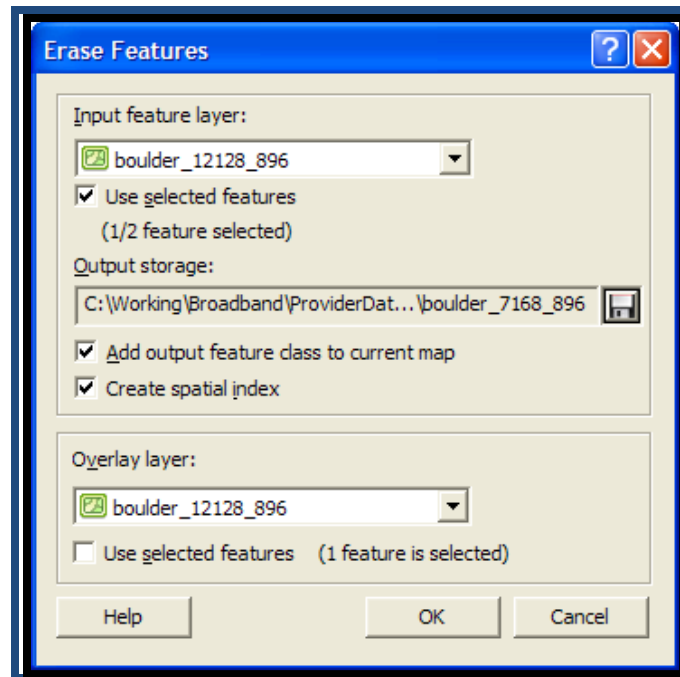 Erase Features
Input feature layer:
boulder_12128_896
Use selected features
(1/2 feature selected)
Output storage:
C:\Working\Broadband\ProviderDat...\boulder_7168_896
Add output feature class to current map
Create spatial index
Overlay layer:
boulder_12128_896
Use selected features (1 feature is selected)
Help OK Cancel